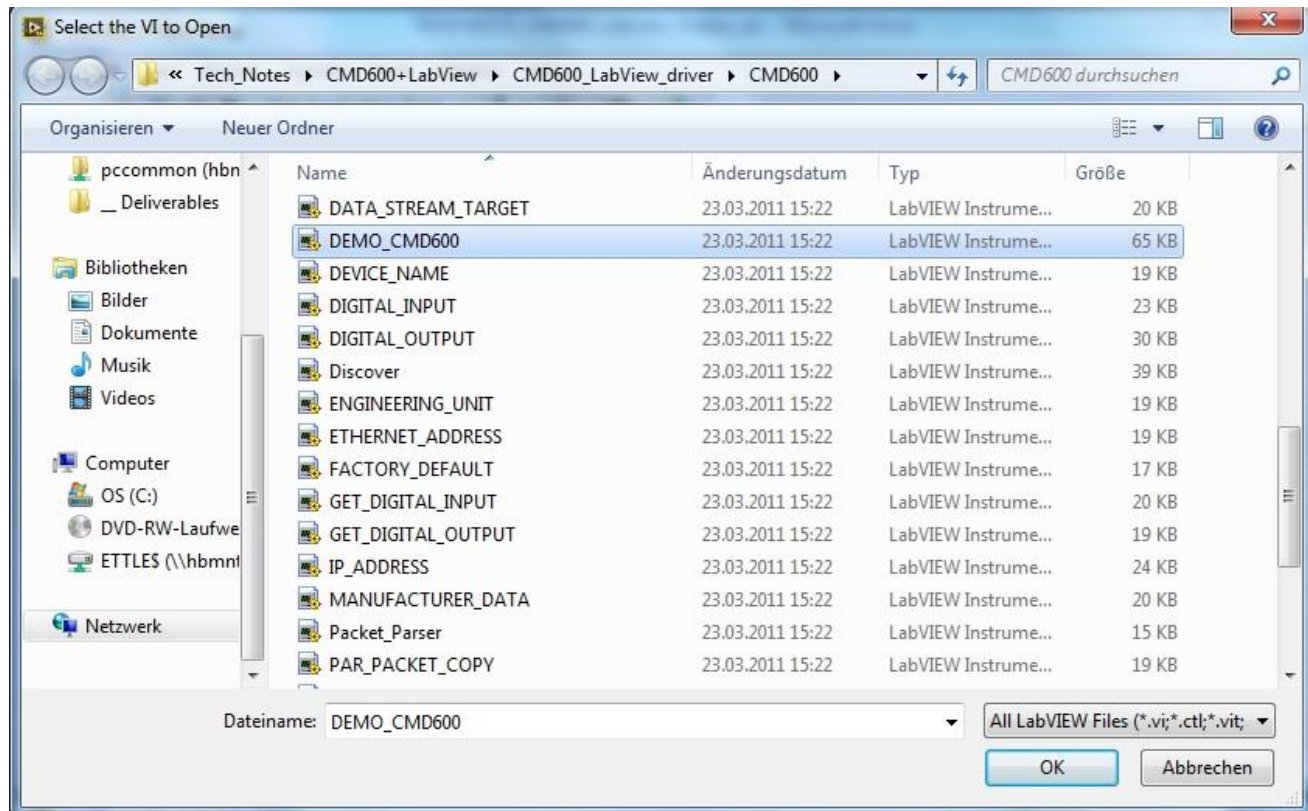 Select the VI to Open
« Tech_Notes ▸ CMD600+LabView ▸ CMD600_LabView_driver ▸ CMD600 ▸ CMD600 durchsuchen
Organisieren Neuer Ordner
pccommon (hbn
__ Deliverables
Bibliotheken
Bilder
Dokumente
Musik
Videos
Computer
OS (C:)
DVD-RW-Laufwe
ETTLES (\\hbmnt
Netzwerk
Name Änderungsdatum Typ Größe
DATA_STREAM_TARGET 23.03.2011 15:22 LabVIEW Instrume... 20 KB
DEMO_CMD600 23.03.2011 15:22 LabVIEW Instrume... 65 KB
DEVICE_NAME 23.03.2011 15:22 LabVIEW Instrume... 19 KB
DIGITAL_INPUT 23.03.2011 15:22 LabVIEW Instrume... 23 KB
DIGITAL_OUTPUT 23.03.2011 15:22 LabVIEW Instrume... 30 KB
Discover 23.03.2011 15:22 LabVIEW Instrume... 39 KB
ENGINEERING_UNIT 23.03.2011 15:22 LabVIEW Instrume... 19 KB
ETHERNET_ADDRESS 23.03.2011 15:22 LabVIEW Instrume... 19 KB
FACTORY_DEFAULT 23.03.2011 15:22 LabVIEW Instrume... 17 KB
GET_DIGITAL_INPUT 23.03.2011 15:22 LabVIEW Instrume... 20 KB
GET_DIGITAL_OUTPUT 23.03.2011 15:22 LabVIEW Instrume... 19 KB
IP_ADDRESS 23.03.2011 15:22 LabVIEW Instrume... 24 KB
MANUFACTURER_DATA 23.03.2011 15:22 LabVIEW Instrume... 20 KB
Packet_Parser 23.03.2011 15:22 LabVIEW Instrume... 15 KB
PAR_PACKET_COPY 23.03.2011 15:22 LabVIEW Instrume... 19 KB
Dateiname: DEMO_CMD600 All LabVIEW Files (*.vi;*.ctl;*.vit;
OK Abbrechen